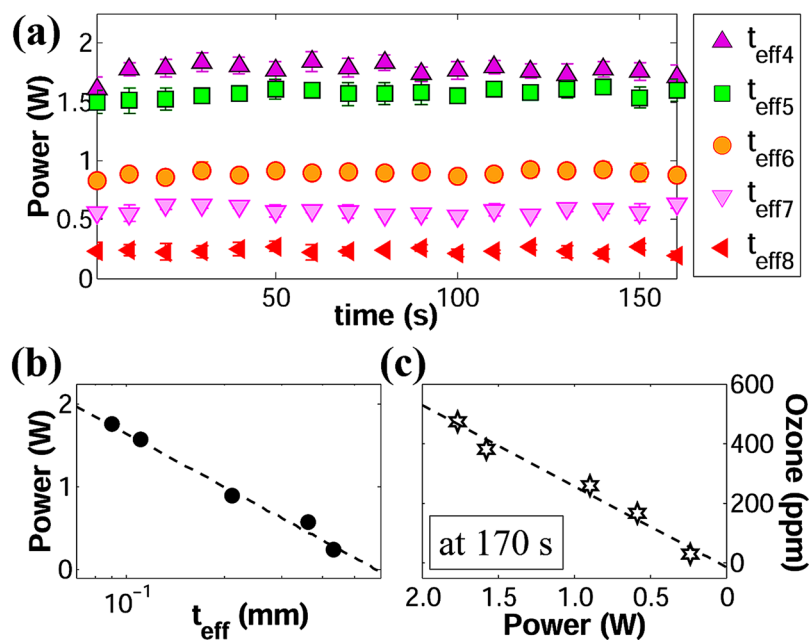 (a)
2
1.5
1
0.5
0
Power (W)
50
100
150
time (s)
t_eff4
t_eff5
t_eff6
t_eff7
t_eff8
(b)
2
1
0
Power (W)
10^-1
t_eff (mm)
(c)
600
400
200
0
Ozone (ppm)
at 170 s
2.0
1.5
1.0
0.5
0
Power (W)